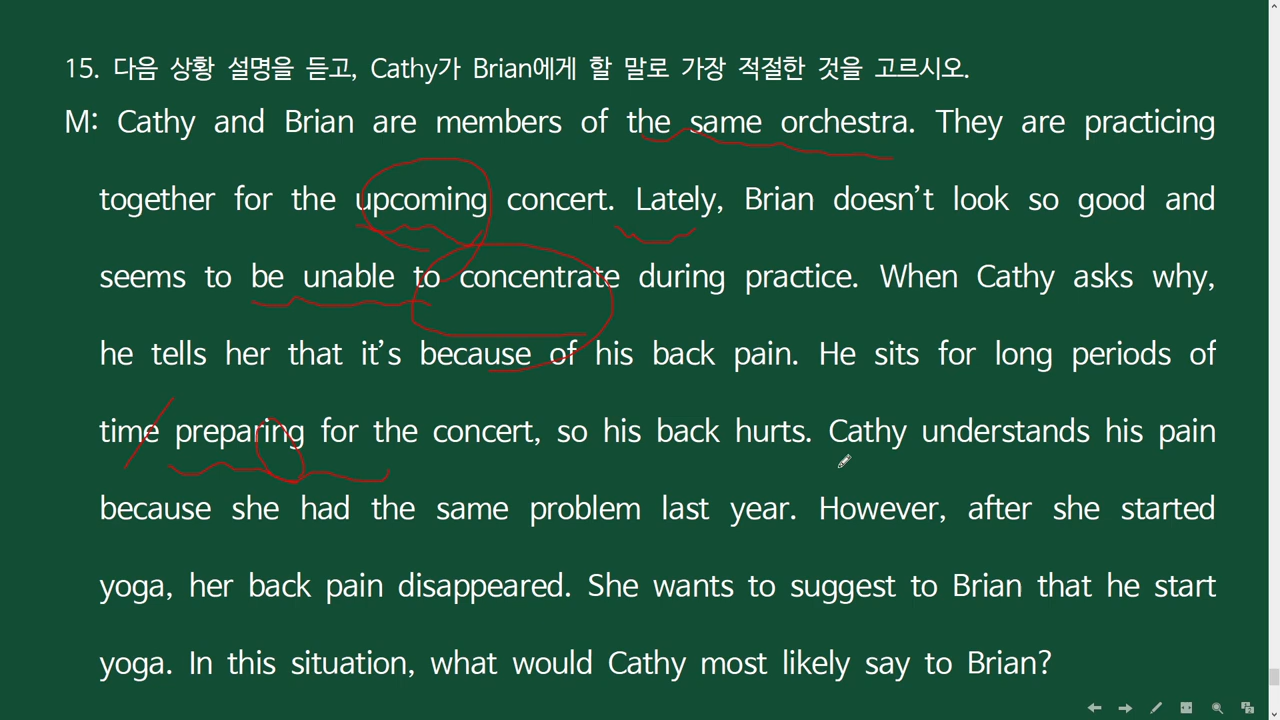 15. 다음 상황 설명을 듣고, Cathy가 Brian에게 할 말로 가장 적절한 것을 고르시오.
M: Cathy and Brian are members of the same orchestra. They are practicing
together for the upcoming concert. Lately, Brian doesn’t look so good and
seems to be unable to concentrate during practice. When Cathy asks why,
he tells her that it’s because of his back pain. He sits for long periods of
time preparing for the concert, so his back hurts. Cathy understands his pain
because she had the same problem last year. However, after she started
yoga, her back pain disappeared. She wants to suggest to Brian that he start
yoga. In this situation, what would Cathy most likely say to Brian?